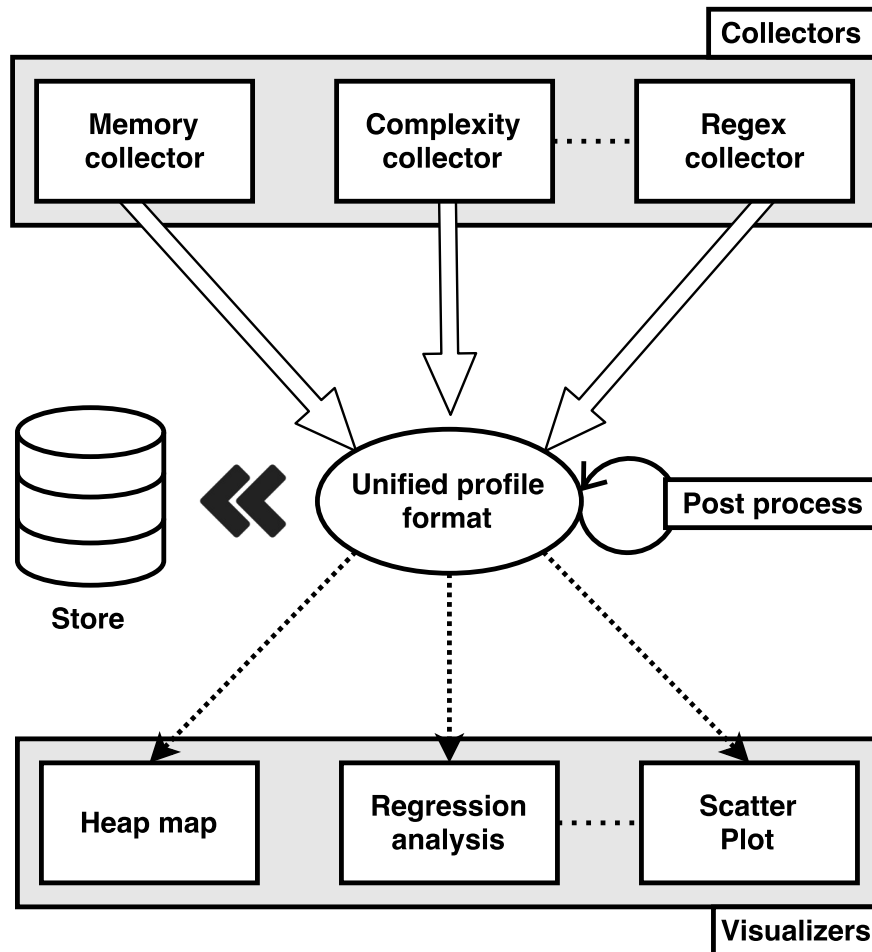 Collectors
Memory
collector
Complexity
collector
Regex
collector
Unified profile
format
Post process
Store
Heap map
Regression
analysis
Scatter
Plot
Visualizers